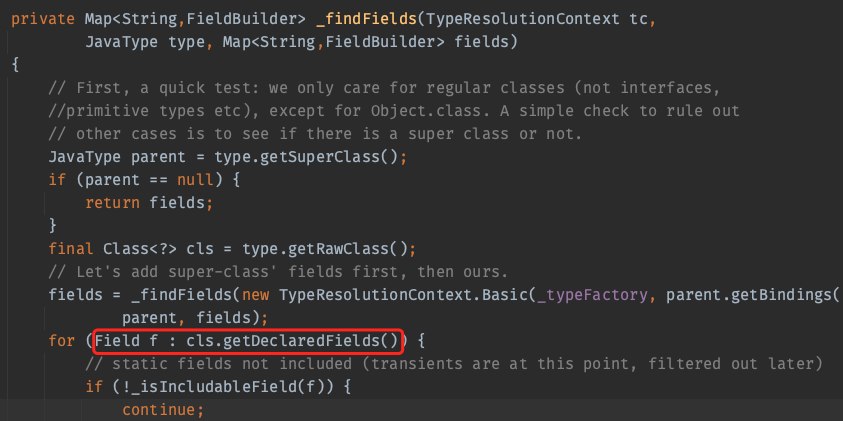 private Map<String,FieldBuilder> _findFields(TypeResolutionContext tc,
        JavaType type, Map<String,FieldBuilder> fields)
{
    // First, a quick test: we only care for regular classes (not interfaces,
    //primitive types etc), except for Object.class. A simple check to rule out
    // other cases is to see if there is a super class or not.
    JavaType parent = type.getSuperClass();
    if (parent == null) {
        return fields;
    }
    final Class<?> cls = type.getRawClass();
    // Let's add super-class' fields first, then ours.
    fields = _findFields(new TypeResolutionContext.Basic(_typeFactory, parent.getBindings(
            parent, fields);
    for (Field f : cls.getDeclaredFields()) {
        // static fields not included (transients are at this point, filtered out later)
        if (!_isIncludableField(f)) {
            continue;